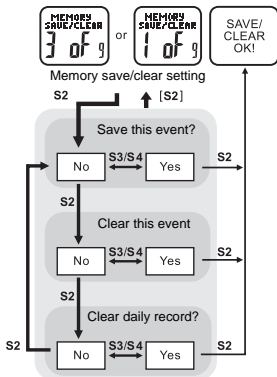 MEMORY
SAVE/CLEAR
3 of 9
or
MEMORY
SAVE/CLEAR
1 of 9
SAVE/
CLEAR
OK!
Memory save/clear setting
S2
[S2]
Save this event?
No
S3/S4
Yes
S2
S2
Clear this event
No
S3/S4
Yes
S2
S2
Clear daily record?
S2
No
S3/S4
Yes
S2